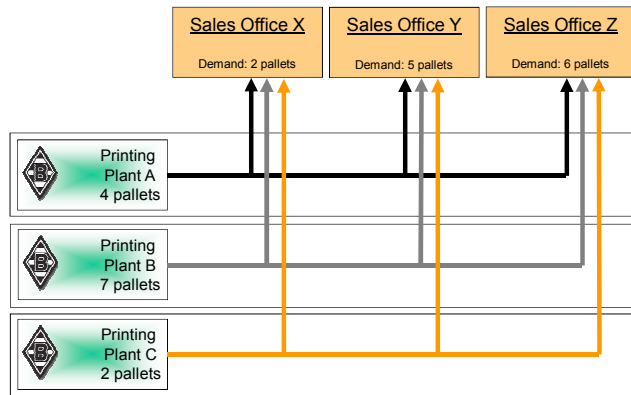 Sales Office X
Demand: 2 pallets
Sales Office Y
Demand: 5 pallets
Sales Office Z
Demand: 6 pallets
B
Printing
Plant A
4 pallets
B
Printing
Plant B
7 pallets
B
Printing
Plant C
2 pallets